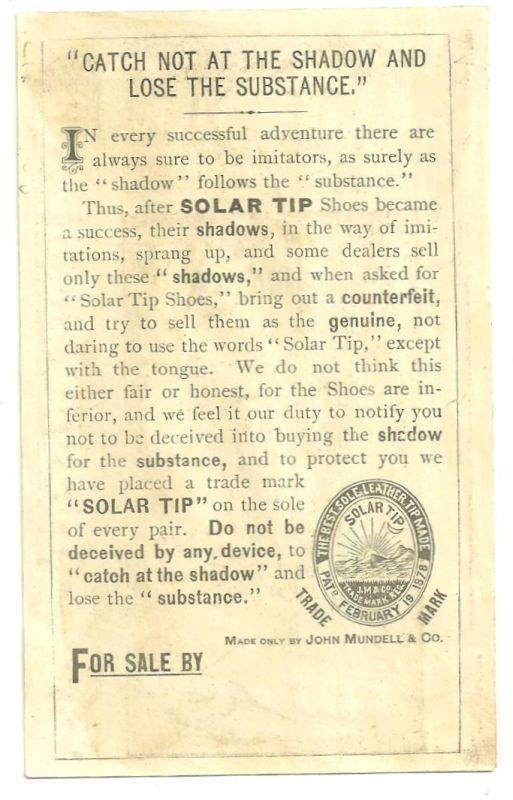 "CATCH NOT AT THE SHADOW AND
LOSE THE SUBSTANCE."
IN every successful adventure there are
always sure to be imitators, as surely as
the "shadow" follows the "substance."
Thus, after SOLAR TIP Shoes became
a success, their shadows, in the way of imi-
tations, sprang up, and some dealers sell
only these "shadows," and when asked for
"Solar Tip Shoes," bring out a counterfeit,
and try to sell them as the genuine, not
daring to use the words "Solar Tip," except
with the tongue. We do not think this
either fair or honest, for the Shoes are in-
ferior, and we feel it our duty to notify you
not to be deceived into buying the shadow
for the substance, and to protect you we
have placed a trade mark
"SOLAR TIP" on the sole
of every pair. Do not be
deceived by any device, to
"catch at the shadow" and
lose the "substance."
THE BEST SOLE-LEATHER TIP MADE
SOLAR TIP
J.M & CO.
TRADE MARK REG.
PATD FEBRUARY 19 1878
TRADE MARK
MADE ONLY BY JOHN MUNDELL & CO.
FOR SALE BY